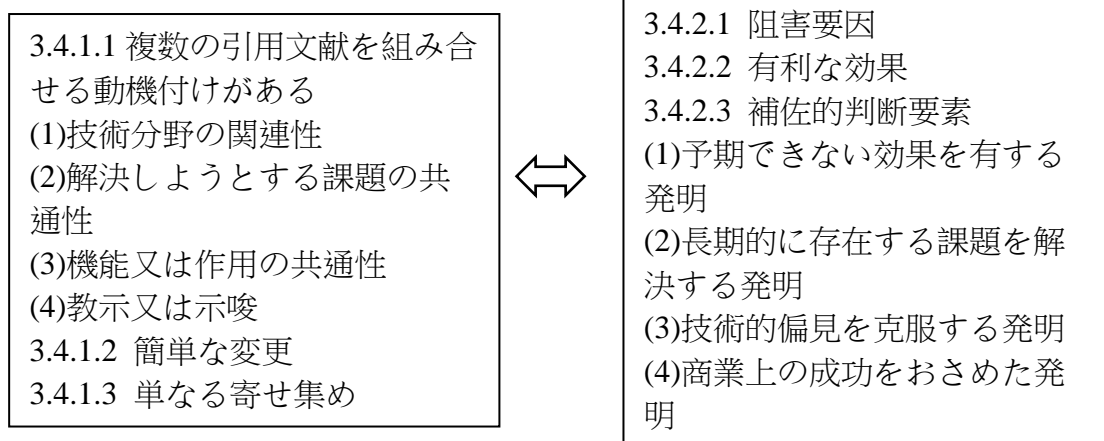 3.4.1.1 複数の引用文献を組み合
せる動機付けがある
(1)技術分野の関連性
(2)解決しようとする課題の共
通性
(3)機能又は作用の共通性
(4)教示又は示唆
3.4.1.2 簡単な変更
3.4.1.3 単なる寄せ集め
3.4.2.1 阻害要因
3.4.2.2 有利な効果
3.4.2.3 補佐的判断要素
(1)予期できない効果を有する
発明
(2)長期的に存在する課題を解
決する発明
(3)技術的偏見を克服する発明
(4)商業上の成功をおさめた発
明